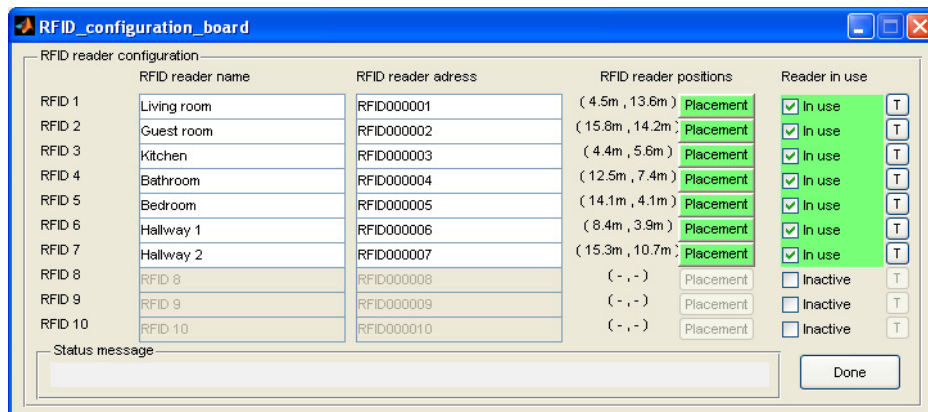 RFID_configuration_board
RFID reader configuration
RFID reader name RFID reader adress RFID reader positions Reader in use
RFID 1 Living room RFID000001 ( 4.5m , 13.6m ) Placement In use T
RFID 2 Guest room RFID000002 ( 15.8m , 14.2m ) Placement In use T
RFID 3 Kitchen RFID000003 ( 4.4m , 5.6m ) Placement In use T
RFID 4 Bathroom RFID000004 ( 12.5m , 7.4m ) Placement In use T
RFID 5 Bedroom RFID000005 ( 14.1m , 4.1m ) Placement In use T
RFID 6 Hallway 1 RFID000006 ( 8.4m , 3.9m ) Placement In use T
RFID 7 Hallway 2 RFID000007 ( 15.3m , 10.7m ) Placement In use T
RFID 8 RFID 8 RFID000008 ( - , - ) Placement Inactive T
RFID 9 RFID 9 RFID000009 ( - , - ) Placement Inactive T
RFID 10 RFID 10 RFID000010 ( - , - ) Placement Inactive T
Status message
Done